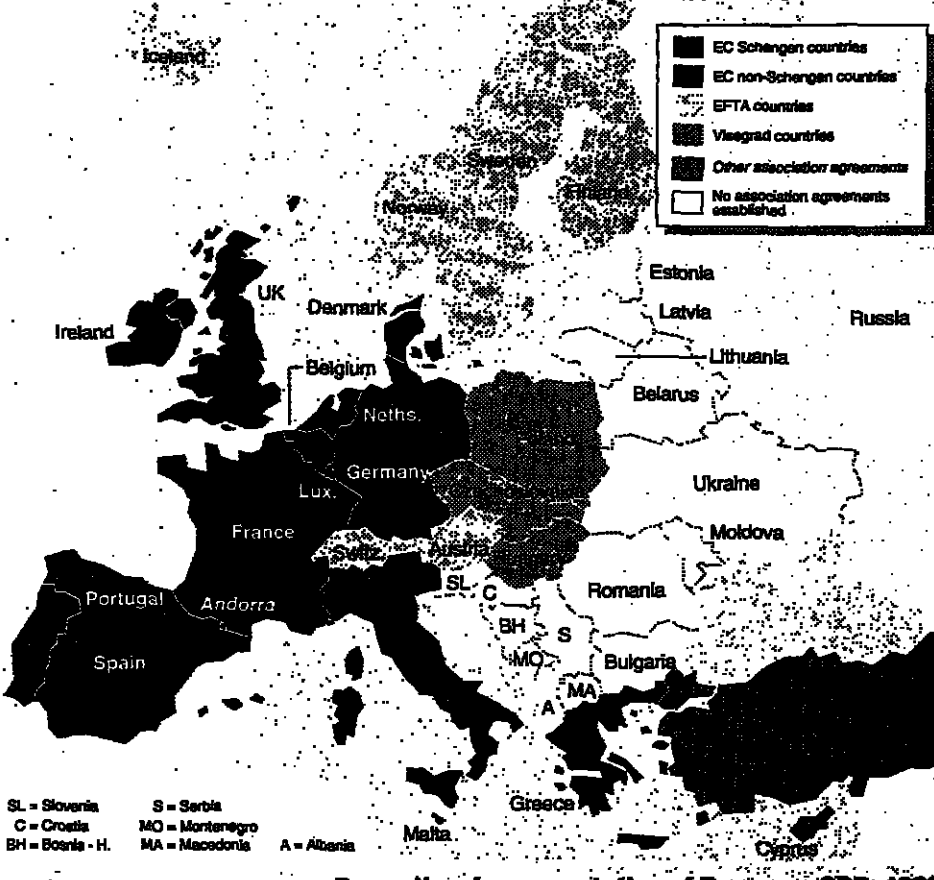 Iceland
EC Schengen countries
EC non-Schengen countries
EFTA countries
Visegrad countries
Other association agreements
No association agreements
established
Sweden
Finland
Norway
Estonia
UK
Denmark
Latvia
Russia
Ireland
Lithuania
Belgium
Belarus
Neths.
Germany
Ukraine
Lux.
France
Moldova
Switz.
Austria
SL
Romania
C
Portugal
Andorra
BH
S
Spain
MO
Bulgaria
MA
A
SL = Slovenia
S = Serbia
Greece
C = Croatia
MO = Montenegro
Malta
BH = Bosnia - H.
MA = Macedonia
A = Albania
Cyprus